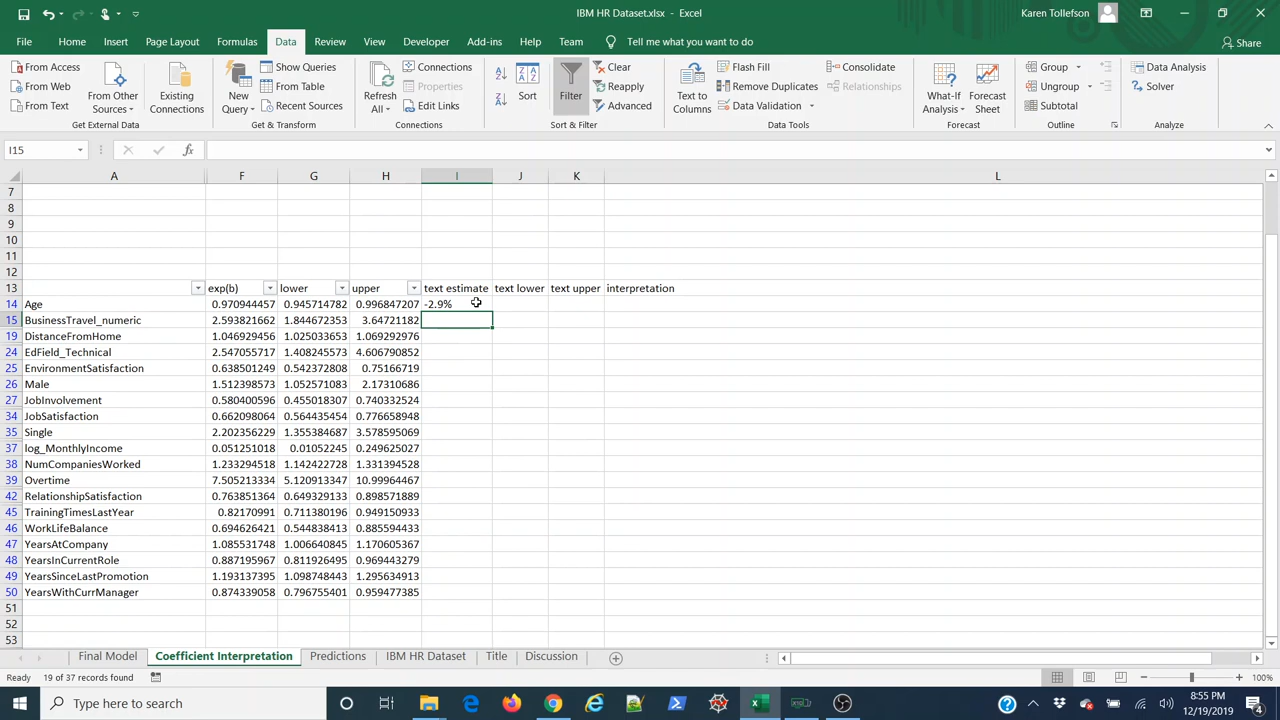 IBM HR Dataset.xlsx - Excel
Karen Tollefson
File Home Insert Page Layout Formulas Data Review View Developer Add-ins Help Team Tell me what you want to do Share
From Access
From Web
From Text
From Other Sources
Existing Connections
Get External Data
New Query
Show Queries
From Table
Recent Sources
Get & Transform
Refresh All
Connections
Properties
Edit Links
Connections
Sort
Filter
Clear
Reapply
Advanced
Sort & Filter
Text to Columns
Flash Fill
Remove Duplicates
Data Validation
Consolidate
Relationships
Data Tools
What-If Analysis
Forecast Sheet
Forecast
Group
Ungroup
Subtotal
Outline
Data Analysis
Solver
Analyze
I15 fx
A F G H I J K L
7
8
9
10
11
12
13 exp(b) lower upper text estimate text lower text upper interpretation
14 Age 0.970944457 0.945714782 0.996847207 -2.9%
15 BusinessTravel_numeric 2.593821662 1.844672353 3.64721182
19 DistanceFromHome 1.046929456 1.025033653 1.069292976
24 EdField_Technical 2.547055717 1.408245573 4.606790852
25 EnvironmentSatisfaction 0.638501249 0.542372808 0.75166719
26 Male 1.512398573 1.052571083 2.17310686
27 JobInvolvement 0.580400596 0.455018307 0.740332524
34 JobSatisfaction 0.662098064 0.564435454 0.776658948
35 Single 2.202356229 1.355384687 3.578595069
37 log_MonthlyIncome 0.051251018 0.01052245 0.249625027
38 NumCompaniesWorked 1.233294518 1.142422728 1.331394528
39 Overtime 7.505213334 5.120913347 10.99964467
42 RelationshipSatisfaction 0.763851364 0.649329133 0.898571889
45 TrainingTimesLastYear 0.82170991 0.711380196 0.949150933
46 WorkLifeBalance 0.694626421 0.544838413 0.885594433
47 YearsAtCompany 1.085531748 1.006640845 1.170605367
48 YearsInCurrentRole 0.887195967 0.811926495 0.969443279
49 YearsSinceLastPromotion 1.193137395 1.098748443 1.295634913
50 YearsWithCurrManager 0.874339058 0.796755401 0.959477385
51
52
53
Final Model Coefficient Interpretation Predictions IBM HR Dataset Title Discussion
Ready 19 of 37 records found 100%
Type here to search
8:55 PM
12/19/2019